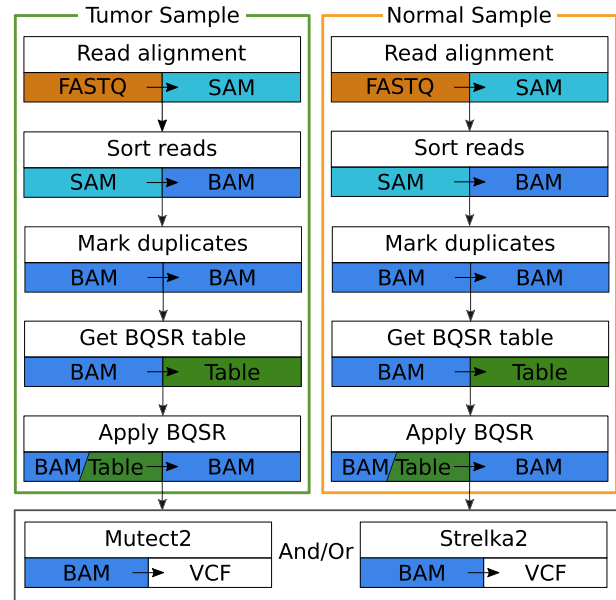 Tumor Sample
Read alignment
FASTQ → SAM
Sort reads
SAM → BAM
Mark duplicates
BAM → BAM
Get BQSR table
BAM → Table
Apply BQSR
BAM Table → BAM
Normal Sample
Read alignment
FASTQ → SAM
Sort reads
SAM → BAM
Mark duplicates
BAM → BAM
Get BQSR table
BAM → Table
Apply BQSR
BAM Table → BAM
Mutect2
BAM → VCF
And/Or
Strelka2
BAM → VCF